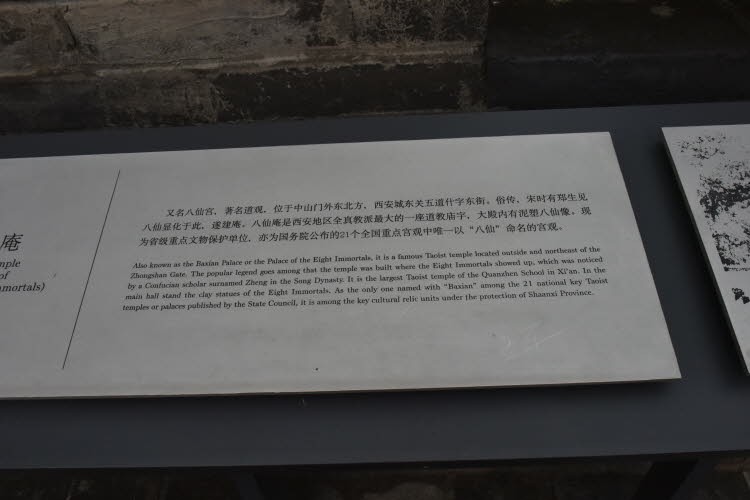 庵
mple
of
mmortals)
又名八仙宫，著名道观，位于中山门外东北方，西安城东关五道什字东街。俗传，宋时有郑生见
八仙显化于此，遂建庵。八仙庵是西安地区全真教派最大的一座道教庙宇，大殿内有泥塑八仙像。现
为省级重点文物保护单位，亦为国务院公布的21个全国重点宫观中唯一以“八仙”命名的宫观。
Also known as the Baxian Palace or the Palace of the Eight Immortals, it is a famous Taoist temple located outside and northeast of the
Zhongshan Gate. The popular legend goes among that the temple was built where the Eight Immortals showed up, which was noticed
by a Confucian scholar surnamed Zheng in the Song Dynasty. It is the largest Taoist temple of the Quanzhen School in Xi'an. In the
main hall stand the clay statues of the Eight Immortals. As the only one named with “Baxian” among the 21 national key Taoist
temples or palaces published by the State Council, it is among the key cultural relic units under the protection of Shaanxi Province.